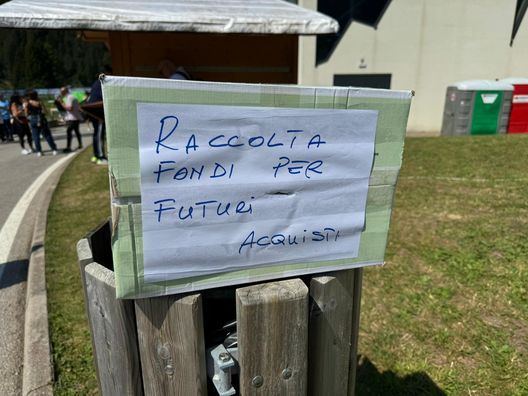 RACCOLTA
FONDI PER
FUTURI
ACQUISTI